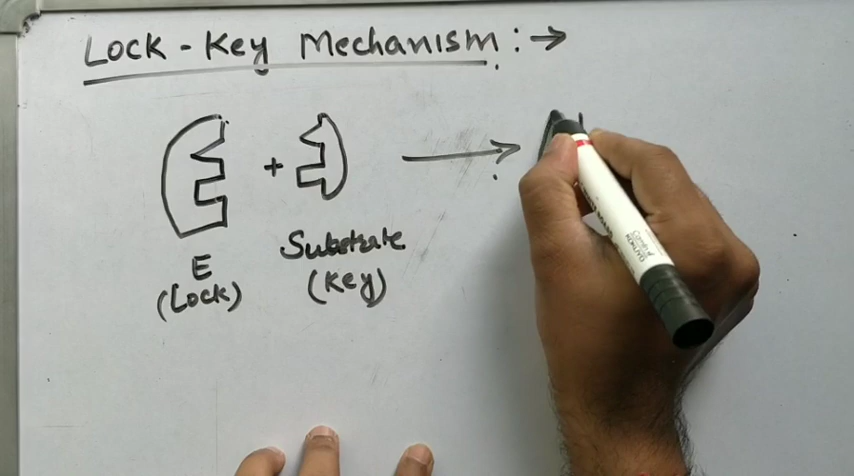 Lock - Key Mechanism : →
+ →
E
(Lock)
Substrate
(Key)